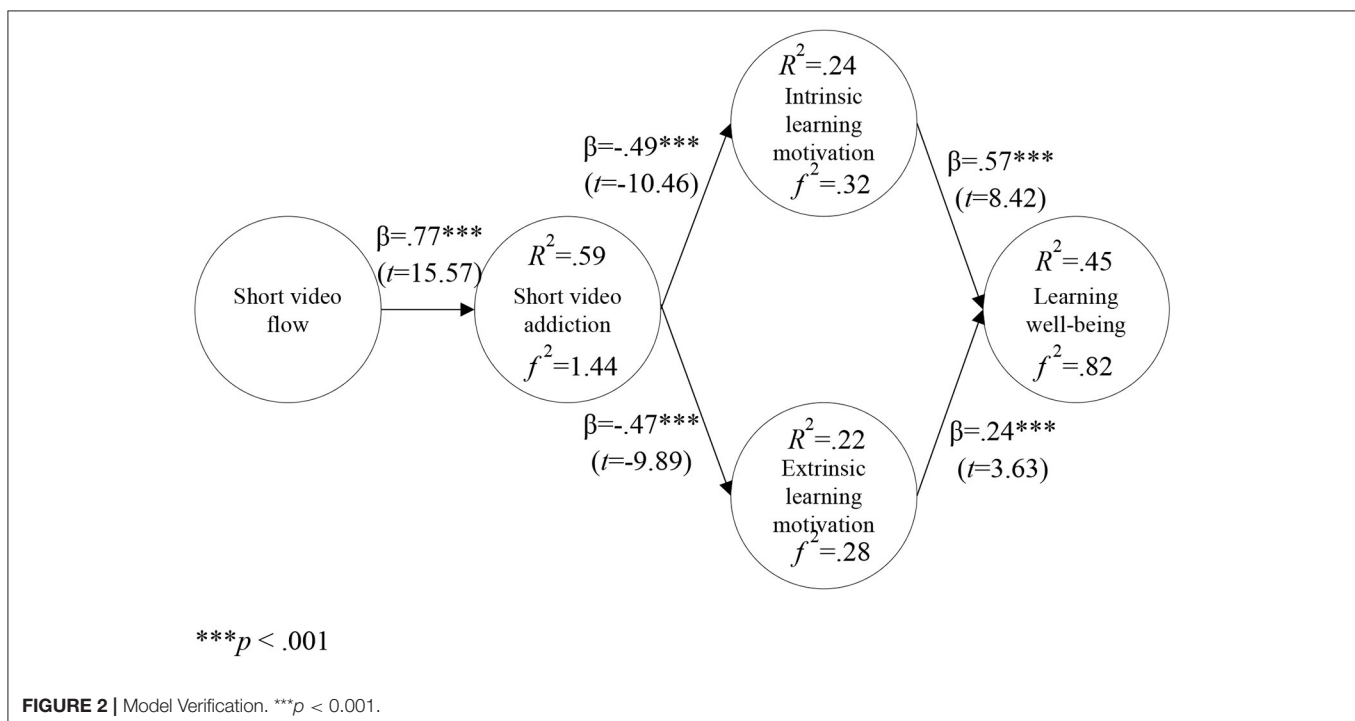 Short video
flow
β=.77***
(t=15.57)
R²=.59
Short video
addiction
f²=1.44
β=-.49***
(t=-10.46)
β=-.47***
(t=-9.89)
R²=.24
Intrinsic
learning
motivation
f²=.32
R²=.22
Extrinsic
learning
motivation
f²=.28
β=.57***
(t=8.42)
β=.24***
(t=3.63)
R²=.45
Learning
well-being
f²=.82
***p < .001
FIGURE 2 | Model Verification. ***p < 0.001.